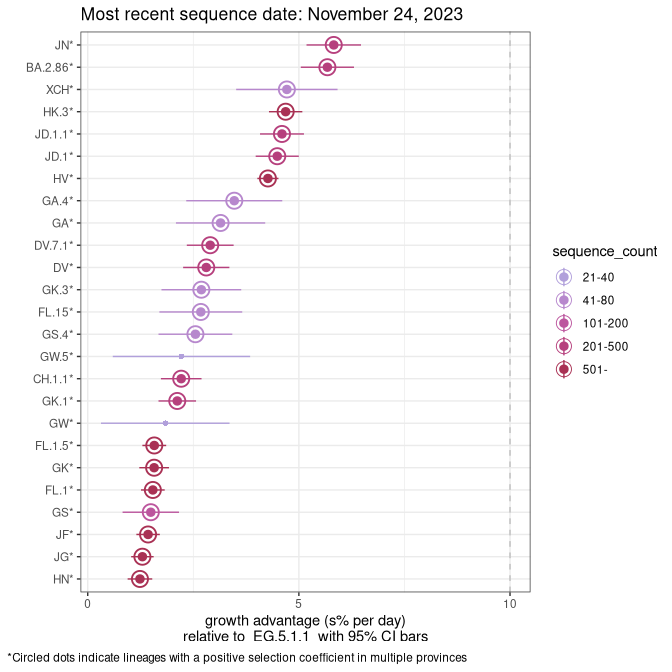 Most recent sequence date: November 24, 2023
JN*
BA.2.86*
XCH*
HK.3*
JD.1.1*
JD.1*
HV*
GA.4*
GA*
DV.7.1*
DV*
GK.3*
FL.15*
GS.4*
GW.5*
CH.1.1*
GK.1*
GW*
FL.1.5*
GK*
FL.1*
GS*
JF*
JG*
HN*
0 5 10
growth advantage (s% per day)
relative to EG.5.1.1 with 95% CI bars
*Circled dots indicate lineages with a positive selection coefficient in multiple provinces
sequence_count
21-40
41-80
101-200
201-500
501-